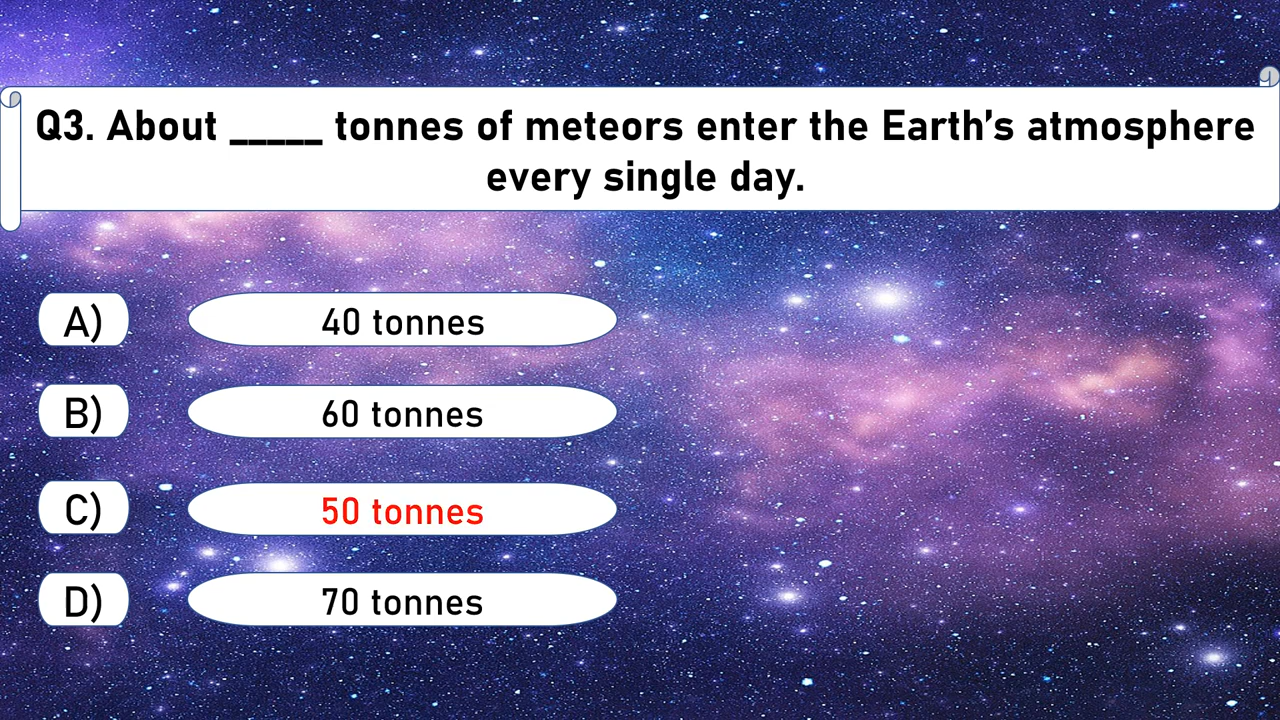 Q3. About _____ tonnes of meteors enter the Earth’s atmosphere
every single day.
A) 40 tonnes
B) 60 tonnes
C) 50 tonnes
D) 70 tonnes